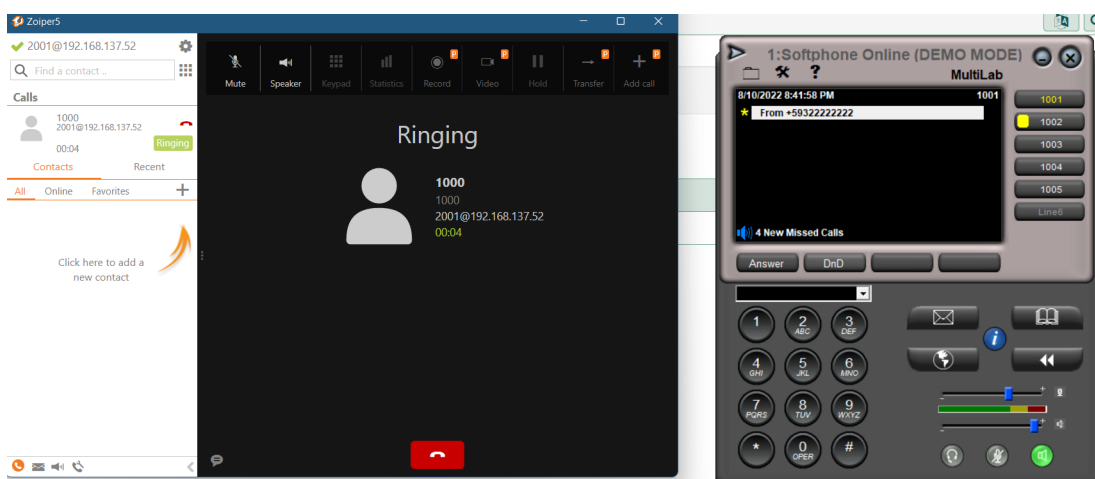 Zoiper5
2001@192.168.137.52
Find a contact ..
Calls
1000
2001@192.168.137.52
00:04
Ringing
Contacts Recent
All Online Favorites
Click here to add a
new contact
Mute Speaker Keypad Statistics Record Video Hold Transfer Add call
P P P P
Ringing
1000
1000
2001@192.168.137.52
00:04
1:Softphone Online (DEMO MODE)
MultiLab
8/10/2022 8:41:58 PM 1001
* From +59322222222
4 New Missed Calls
1001
1002
1003
1004
1005
Line6
Answer DnD
1 2 ABC 3 DEF
4 GHI 5 JKL 6 MNO
7 PQRS 8 TUV 9 WXYZ
* 0 OPER #